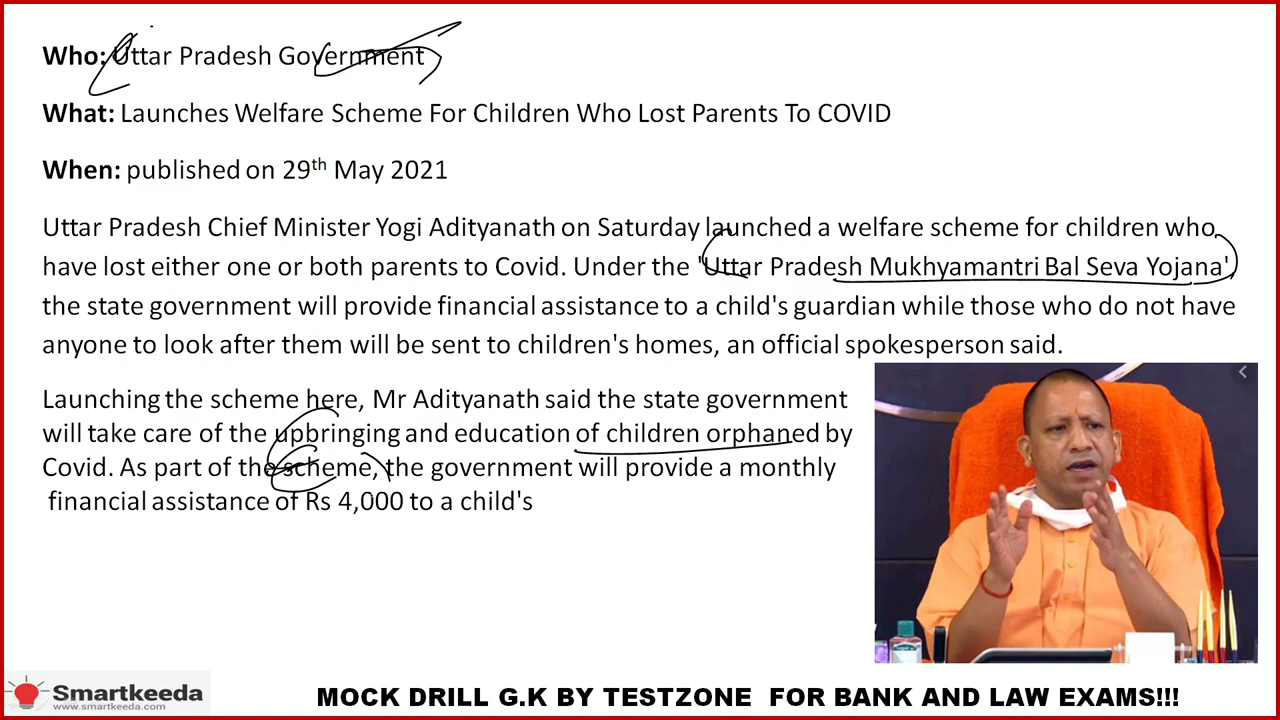 Who: Uttar Pradesh Government
What: Launches Welfare Scheme For Children Who Lost Parents To COVID
When: published on 29th May 2021
Uttar Pradesh Chief Minister Yogi Adityanath on Saturday launched a welfare scheme for children who
have lost either one or both parents to Covid. Under the 'Uttar Pradesh Mukhyamantri Bal Seva Yojana',
the state government will provide financial assistance to a child's guardian while those who do not have
anyone to look after them will be sent to children's homes, an official spokesperson said.
Launching the scheme here, Mr Adityanath said the state government
will take care of the upbringing and education of children orphaned by
Covid. As part of the scheme, the government will provide a monthly
financial assistance of Rs 4,000 to a child's
Smartkeeda
www.smartkeeda.com
MOCK DRILL G.K BY TESTZONE FOR BANK AND LAW EXAMS!!!